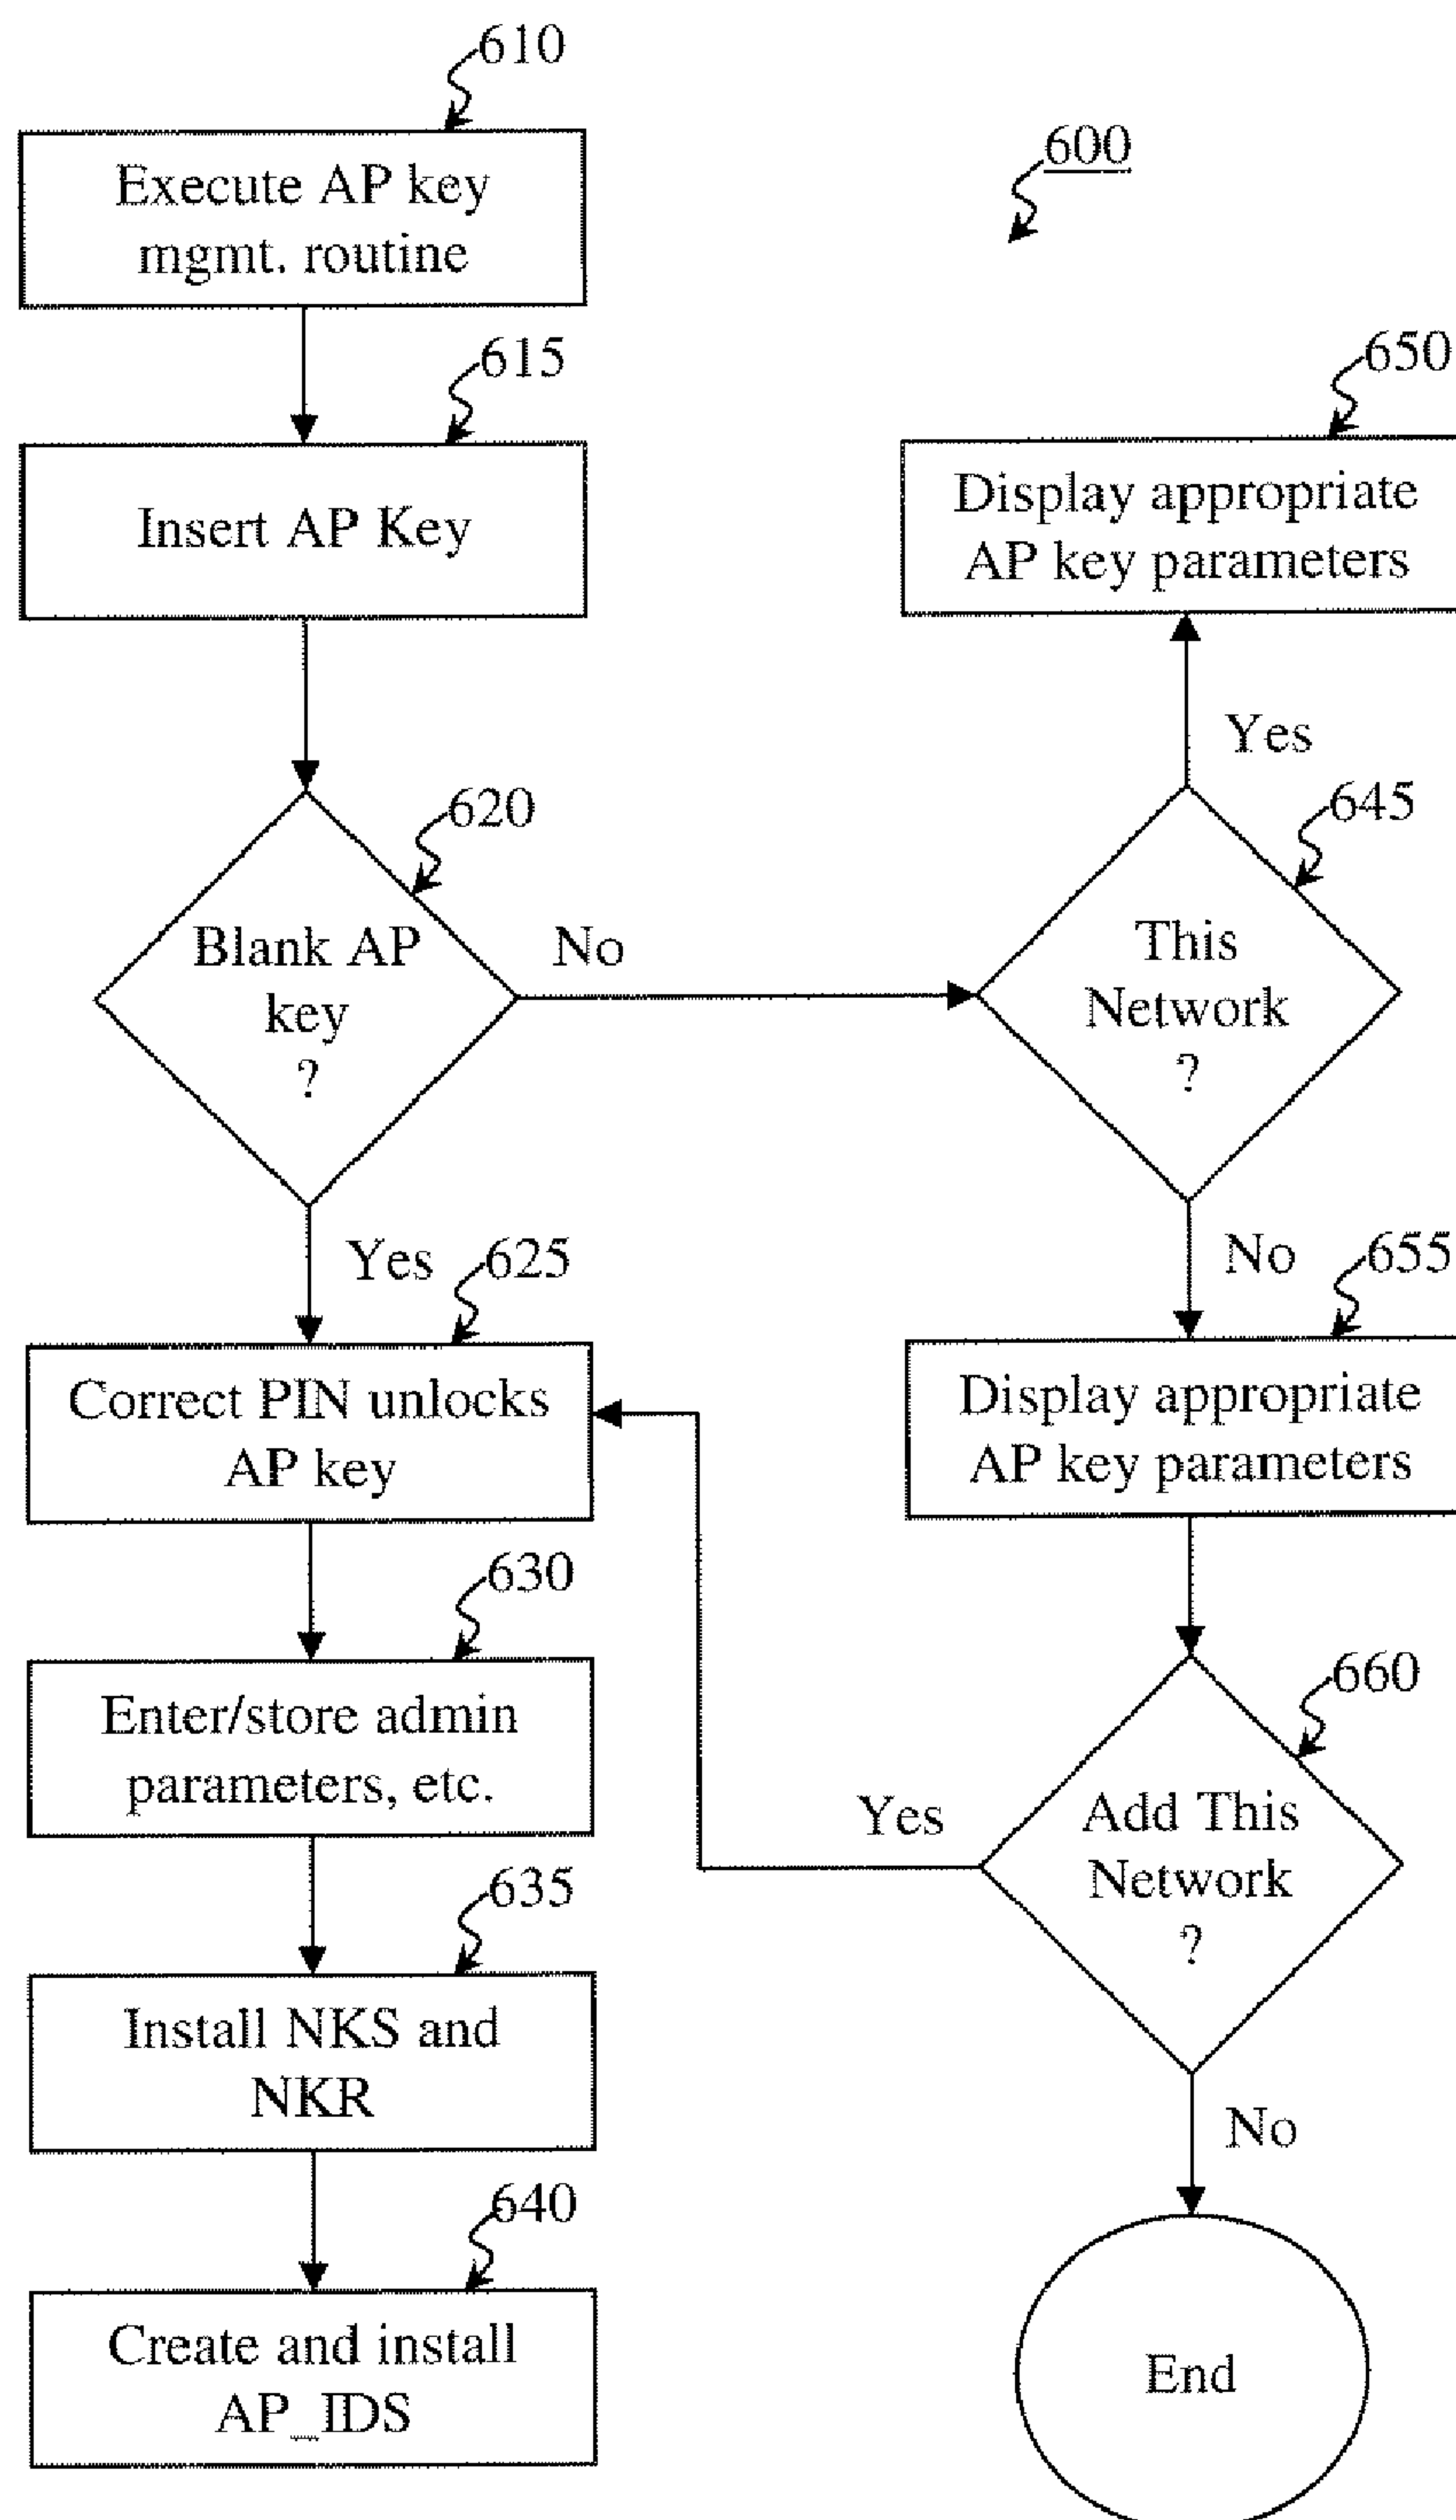 610
600
Execute AP key
mgmt. routine
615
650
Insert AP Key
Display appropriate
AP key parameters
Yes
620
645
Blank AP
key
?
No
This
Network
?
Yes
625
No
655
Correct PIN unlocks
AP key
Display appropriate
AP key parameters
630
660
Enter/store admin
parameters, etc.
Yes
Add This
Network
?
635
Install NKS and
NKR
No
640
Create and install
AP_IDS
End